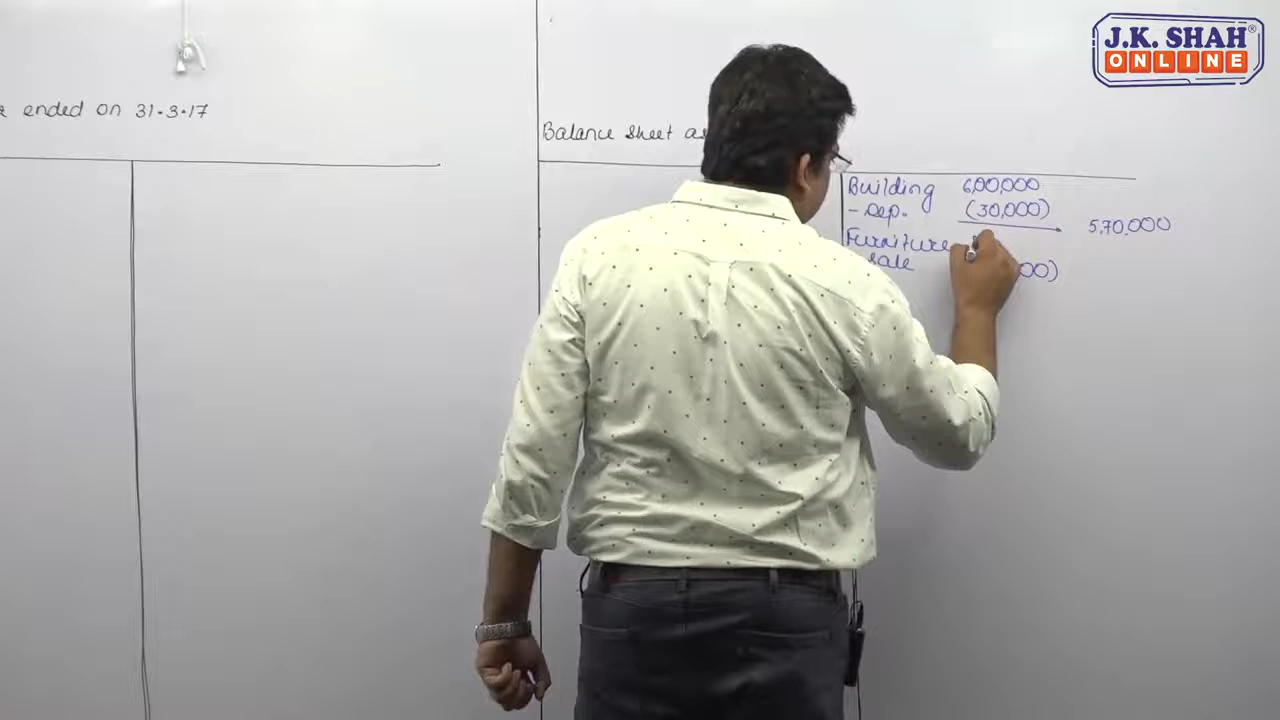 J.K. SHAH®
ONLINE
ended on 31.3.17
Balance Sheet as
Building 6,00,000
- Dep. (30,000) 5,70,000
Furniture
Sale 00)